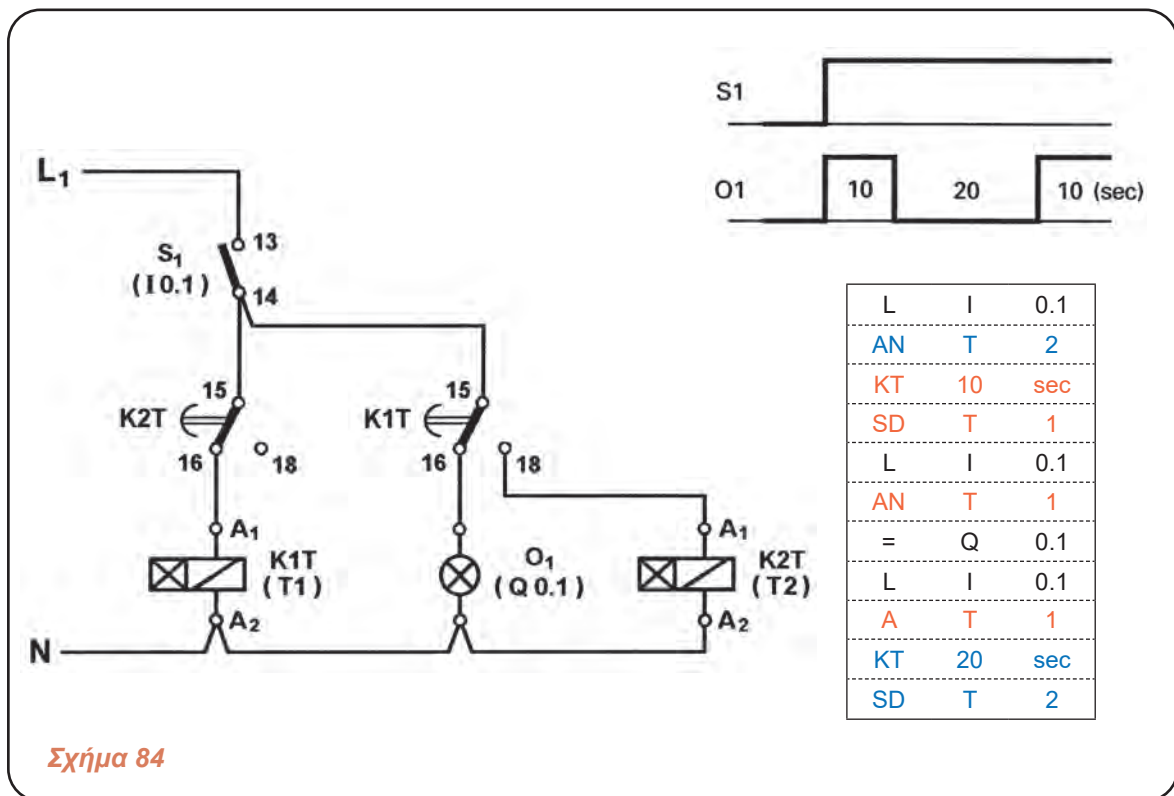 S1
O1 10 20 10 (sec)
L1
S1
(I 0.1)
13
14
15
K2T
16 18
15
K1T
16 18
A1
K1T
(T1)
A2
O1
(Q 0.1)
A1
K2T
(T2)
A2
N
L I 0.1
AN T 2
KT 10 sec
SD T 1
L I 0.1
AN T 1
= Q 0.1
L I 0.1
A T 1
KT 20 sec
SD T 2
Σχήμα 84